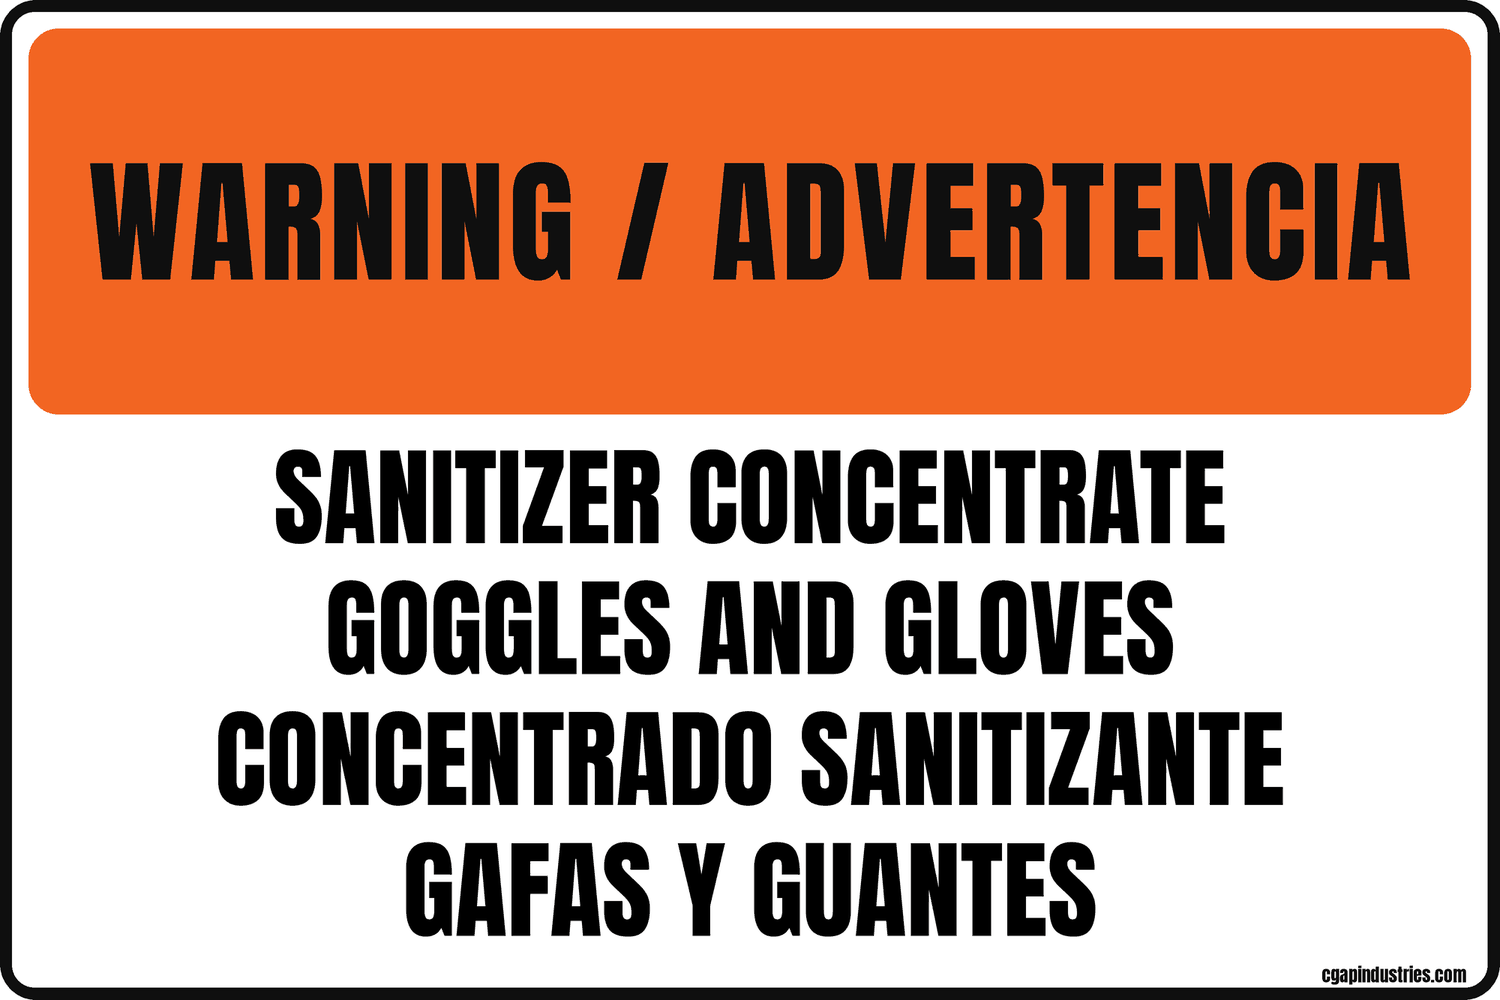 WARNING / ADVERTENCIA
SANITIZER CONCENTRATE
GOGGLES AND GLOVES
CONCENTRADO SANITIZANTE
GAFAS Y GUANTES
cgapindustries.com